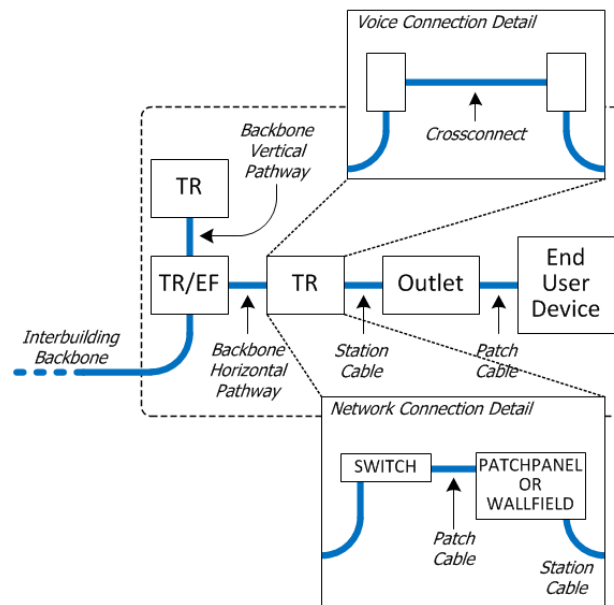 Voice Connection Detail
Crossconnect
Backbone
Vertical
Pathway
TR
TR/EF
TR
Outlet
End
User
Device
Interbuilding
Backbone
Backbone
Horizontal
Pathway
Station
Cable
Patch
Cable
Network Connection Detail
SWITCH
PATCHPANEL
OR
WALLFIELD
Patch
Cable
Station
Cable